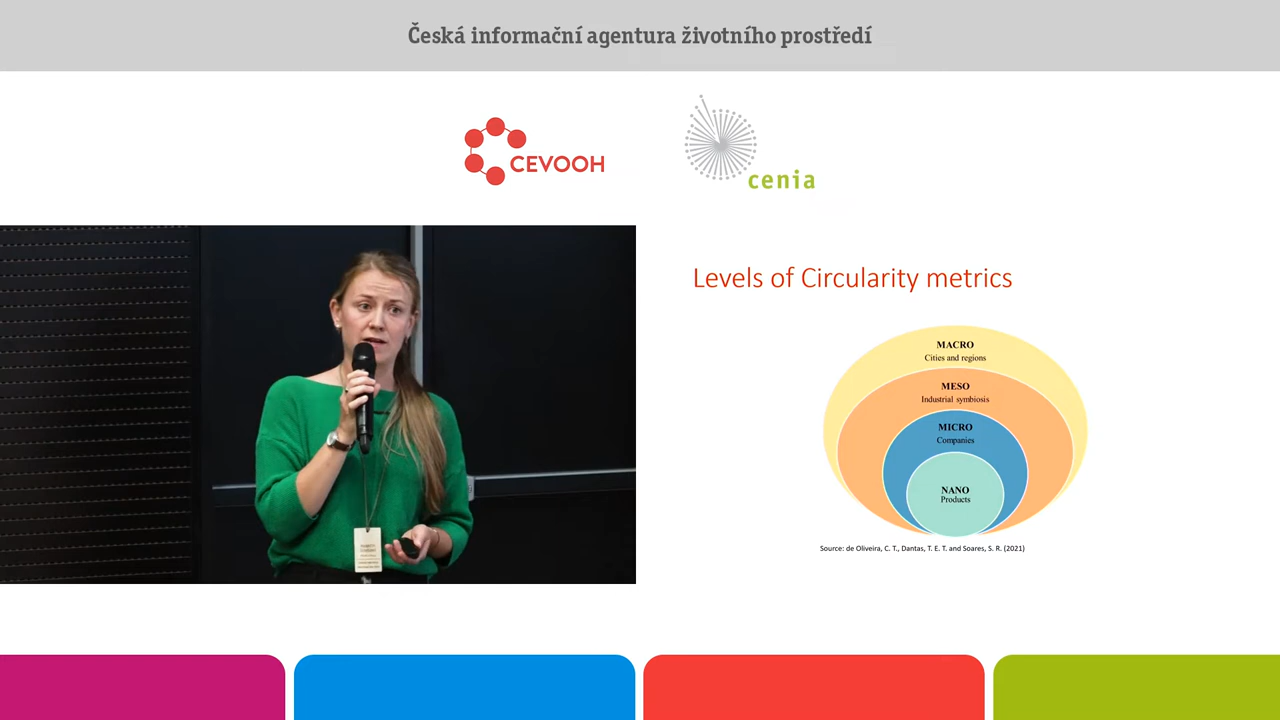 Česká informační agentura životního prostředí
CEVOOH
cenia
Levels of Circularity metrics
MACRO
Cities and regions
MESO
Industrial symbiosis
MICRO
Companies
NANO
Products
Source: de Oliveira, C. T., Dantas, T. E. T. and Soares, S. R. (2021)